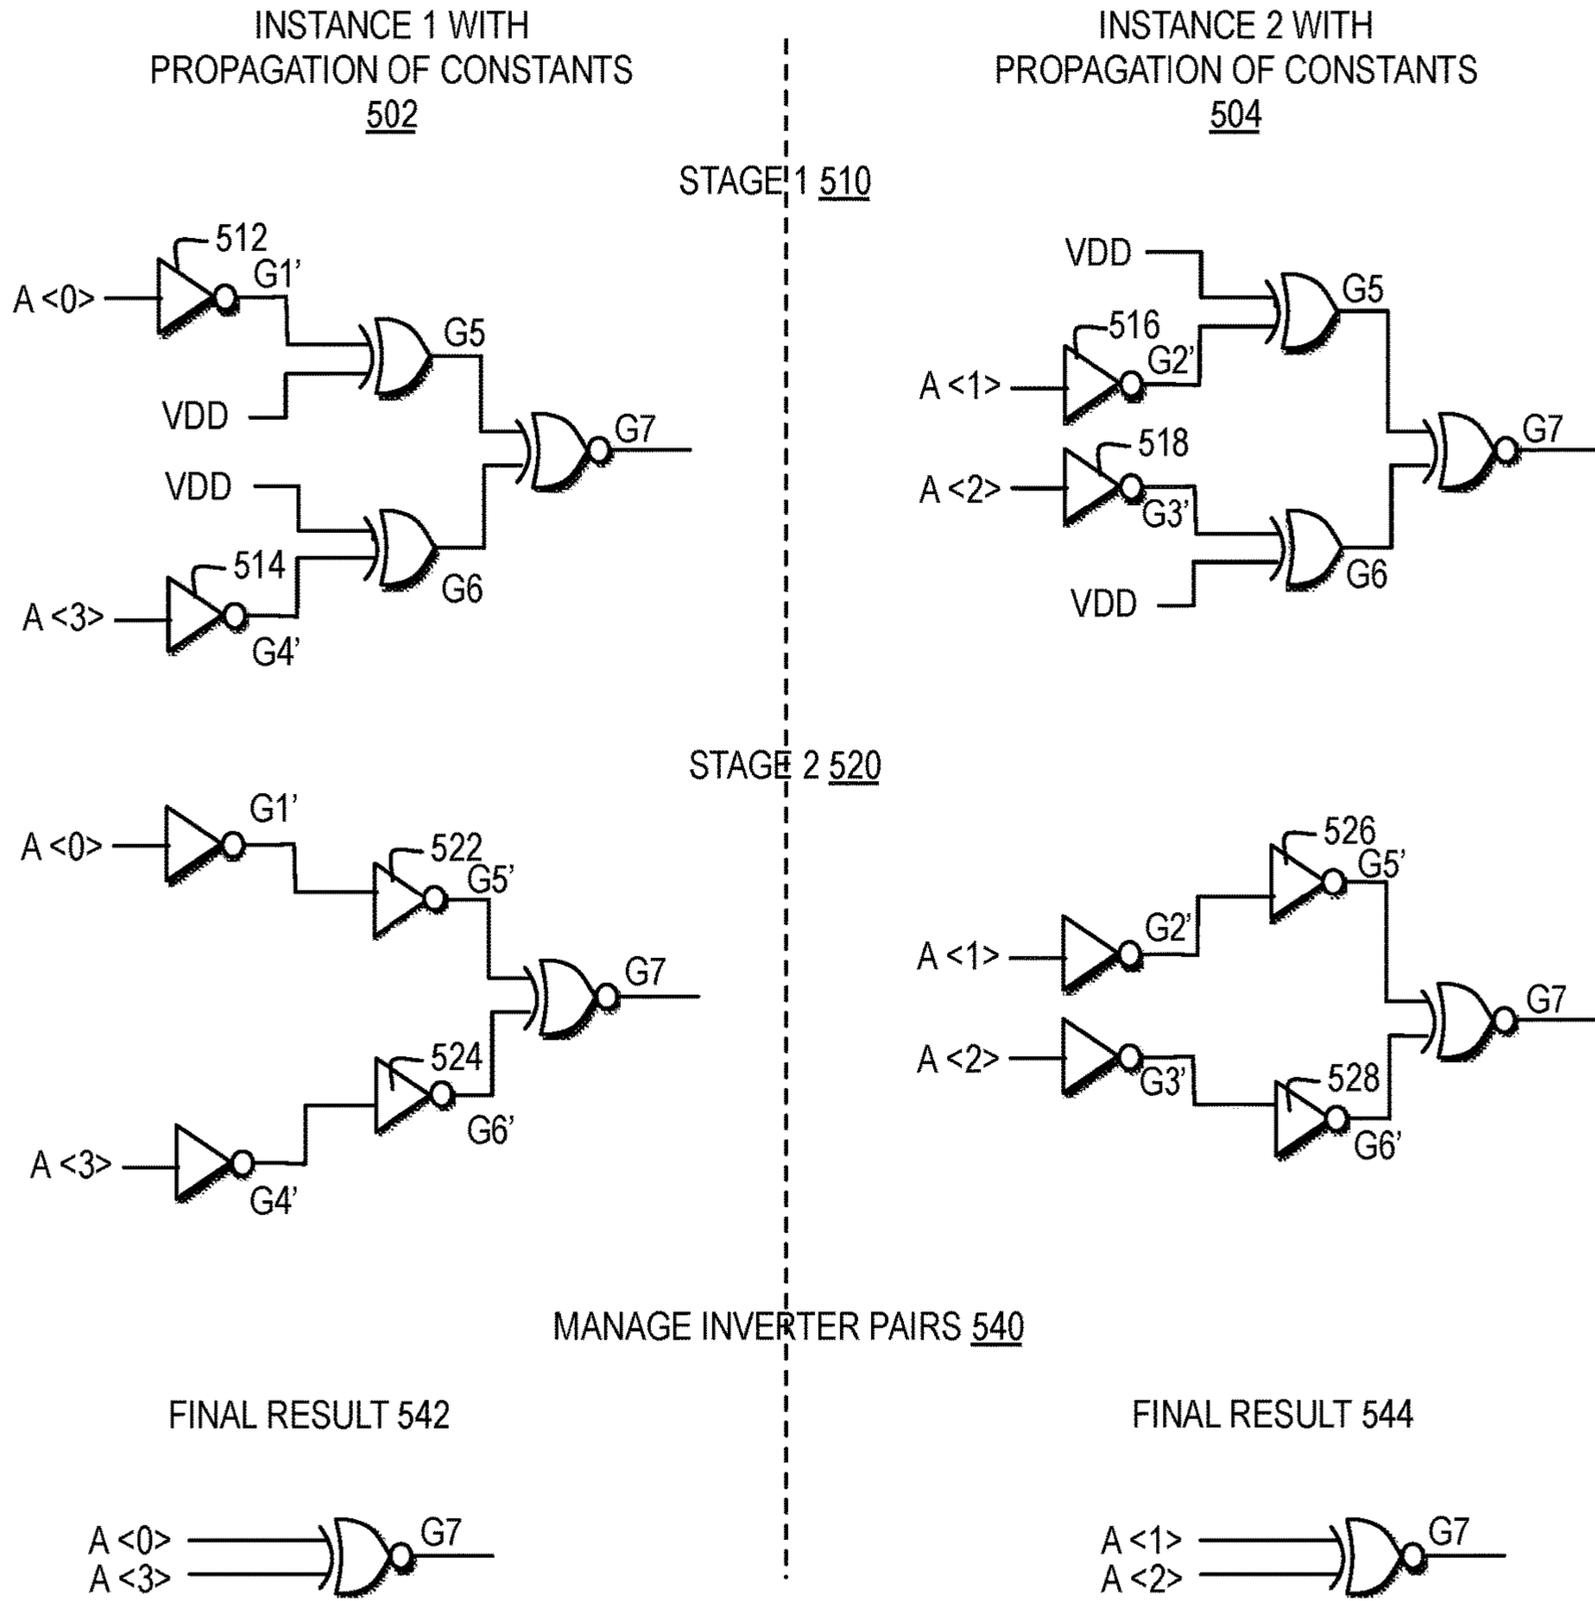 INSTANCE 1 WITH
PROPAGATION OF CONSTANTS
502
INSTANCE 2 WITH
PROPAGATION OF CONSTANTS
504
STAGE 1 510
512
G1'
A <0>
G5
VDD
G7
VDD
514
G6
A <3>
G4'
VDD
G5
516
G2'
A <1>
518
G7
A <2>
G3'
G6
VDD
STAGE 2 520
G1'
A <0>
522
G5'
G7
524
G6'
A <3>
G4'
526
G5'
G2'
A <1>
G7
A <2>
G3'
528
G6'
MANAGE INVERTER PAIRS 540
FINAL RESULT 542
FINAL RESULT 544
A <0>
G7
A <3>
A <1>
G7
A <2>